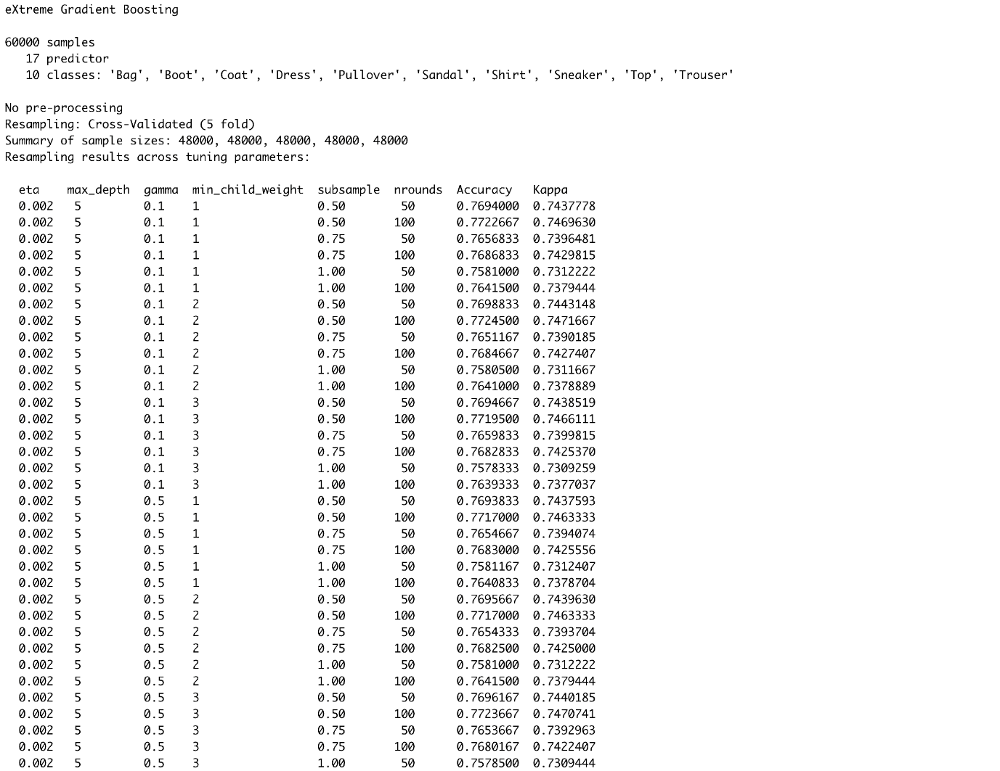 eXtreme Gradient Boosting
60000 samples
17 predictor
10 classes: 'Bag', 'Boot', 'Coat', 'Dress', 'Pullover', 'Sandal', 'Shirt', 'Sneaker', 'Top', 'Trouser'
No pre-processing
Resampling: Cross-Validated (5 fold)
Summary of sample sizes: 48000, 48000, 48000, 48000, 48000
Resampling results across tuning parameters:
eta max_depth gamma min_child_weight subsample nrounds Accuracy Kappa
0.002 5 0.1 1 0.50 50 0.7694000 0.7437778
0.002 5 0.1 1 0.50 100 0.7722667 0.7469630
0.002 5 0.1 1 0.75 50 0.7656833 0.7396481
0.002 5 0.1 1 0.75 100 0.7686833 0.7429815
0.002 5 0.1 1 1.00 50 0.7581000 0.7312222
0.002 5 0.1 1 1.00 100 0.7641500 0.7379444
0.002 5 0.1 2 0.50 50 0.7698833 0.7443148
0.002 5 0.1 2 0.50 100 0.7724500 0.7471667
0.002 5 0.1 2 0.75 50 0.7651167 0.7390185
0.002 5 0.1 2 0.75 100 0.7684667 0.7427407
0.002 5 0.1 2 1.00 50 0.7580500 0.7311667
0.002 5 0.1 2 1.00 100 0.7641000 0.7378889
0.002 5 0.1 3 0.50 50 0.7694667 0.7438519
0.002 5 0.1 3 0.50 100 0.7719500 0.7466111
0.002 5 0.1 3 0.75 50 0.7659833 0.7399815
0.002 5 0.1 3 0.75 100 0.7682833 0.7425370
0.002 5 0.1 3 1.00 50 0.7578333 0.7309259
0.002 5 0.1 3 1.00 100 0.7639333 0.7377037
0.002 5 0.5 1 0.50 50 0.7693833 0.7437593
0.002 5 0.5 1 0.50 100 0.7717000 0.7463333
0.002 5 0.5 1 0.75 50 0.7654667 0.7394074
0.002 5 0.5 1 0.75 100 0.7683000 0.7425556
0.002 5 0.5 1 1.00 50 0.7581167 0.7312407
0.002 5 0.5 1 1.00 100 0.7640833 0.7378704
0.002 5 0.5 2 0.50 50 0.7695667 0.7439630
0.002 5 0.5 2 0.50 100 0.7717000 0.7463333
0.002 5 0.5 2 0.75 50 0.7654333 0.7393704
0.002 5 0.5 2 0.75 100 0.7682500 0.7425000
0.002 5 0.5 2 1.00 50 0.7581000 0.7312222
0.002 5 0.5 2 1.00 100 0.7641500 0.7379444
0.002 5 0.5 3 0.50 50 0.7696167 0.7440185
0.002 5 0.5 3 0.50 100 0.7723667 0.7470741
0.002 5 0.5 3 0.75 50 0.7653667 0.7392963
0.002 5 0.5 3 0.75 100 0.7680167 0.7422407
0.002 5 0.5 3 1.00 50 0.7578500 0.7309444